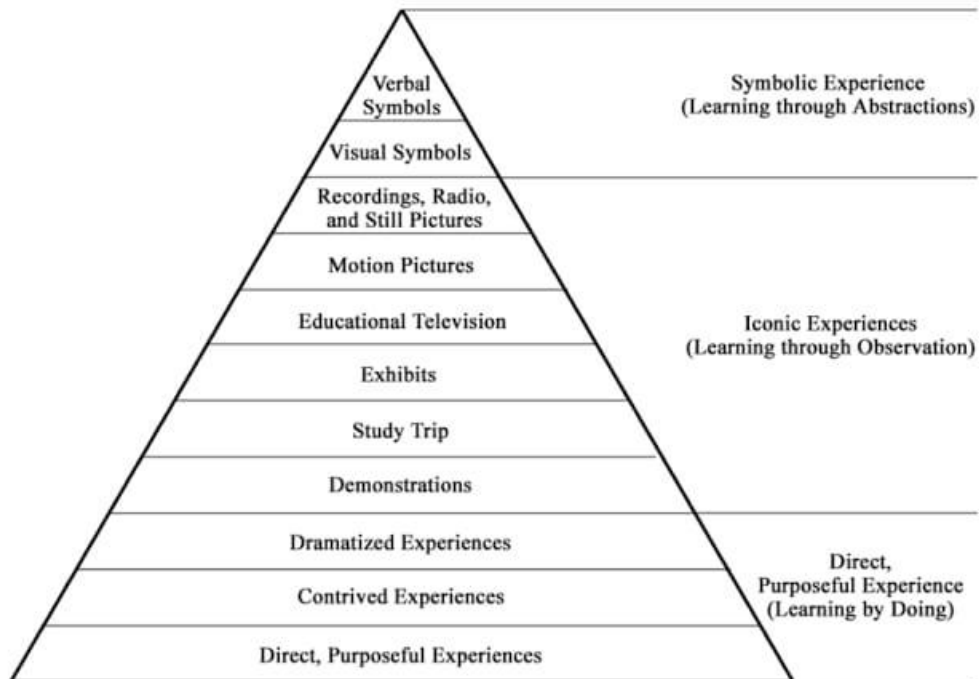 Verbal
Symbols
Visual Symbols
Recordings, Radio,
and Still Pictures
Motion Pictures
Educational Television
Exhibits
Study Trip
Demonstrations
Dramatized Experiences
Contrived Experiences
Direct, Purposeful Experiences
Symbolic Experience
(Learning through Abstractions)
Iconic Experiences
(Learning through Observation)
Direct,
Purposeful Experience
(Learning by Doing)